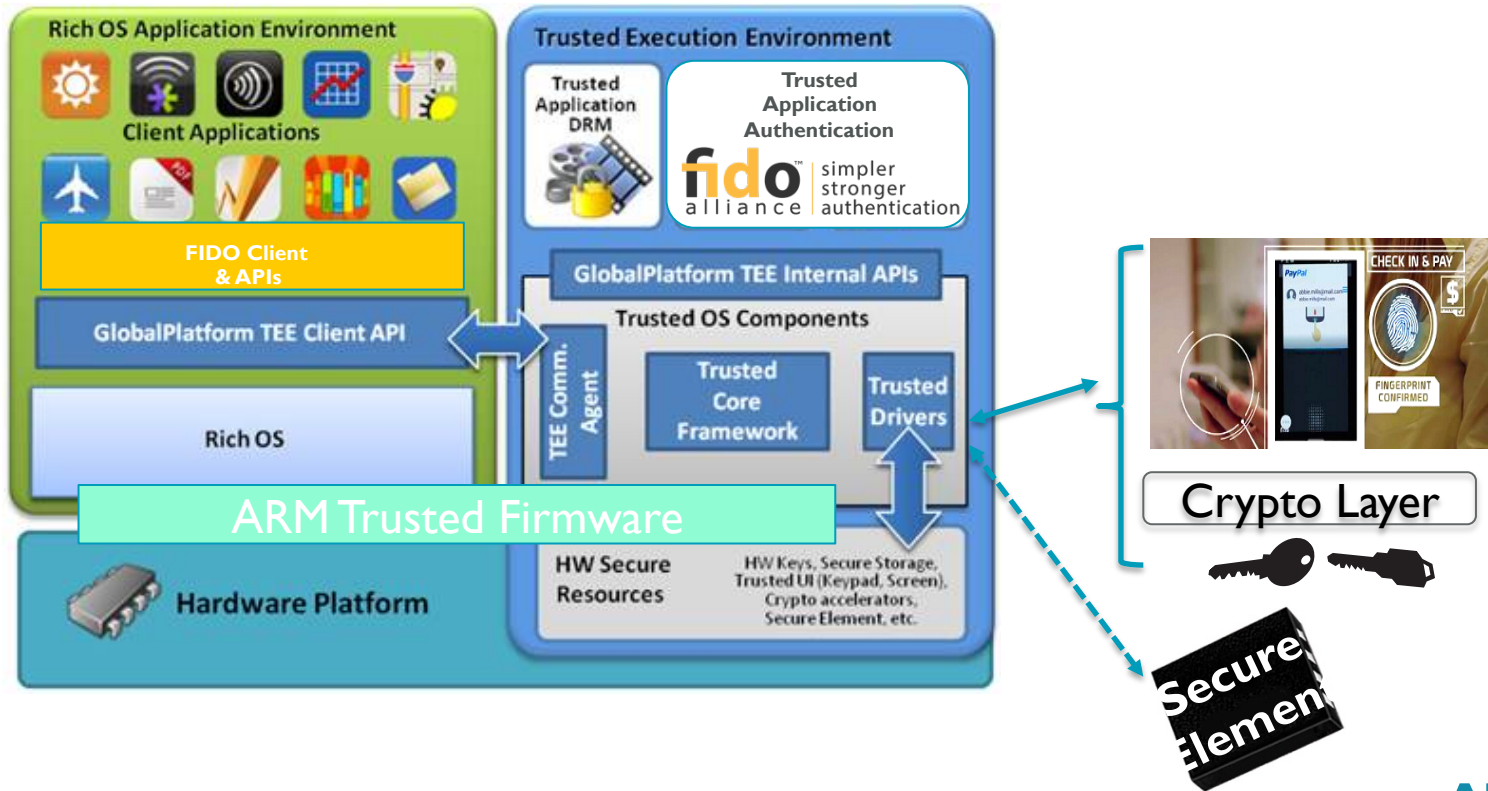 Rich OS Application Environment
Client Applications
PDF
FIDO Client
& APIs
GlobalPlatform TEE Client API
Rich OS
Trusted Execution Environment
Trusted
Application
DRM
Trusted
Application
Authentication
fido™
alliance
simpler
stronger
authentication
GlobalPlatform TEE Internal APIs
Trusted OS Components
TEE Comm.
Agent
Trusted
Core
Framework
Trusted
Drivers
ARM Trusted Firmware
Hardware Platform
HW Secure
Resources
HW Keys, Secure Storage,
Trusted UI (Keypad, Screen),
Crypto accelerators,
Secure Element, etc.
CHECK IN & PAY
PayPal
$
FINGERPRINT
CONFIRMED
Crypto Layer
Secure
Element